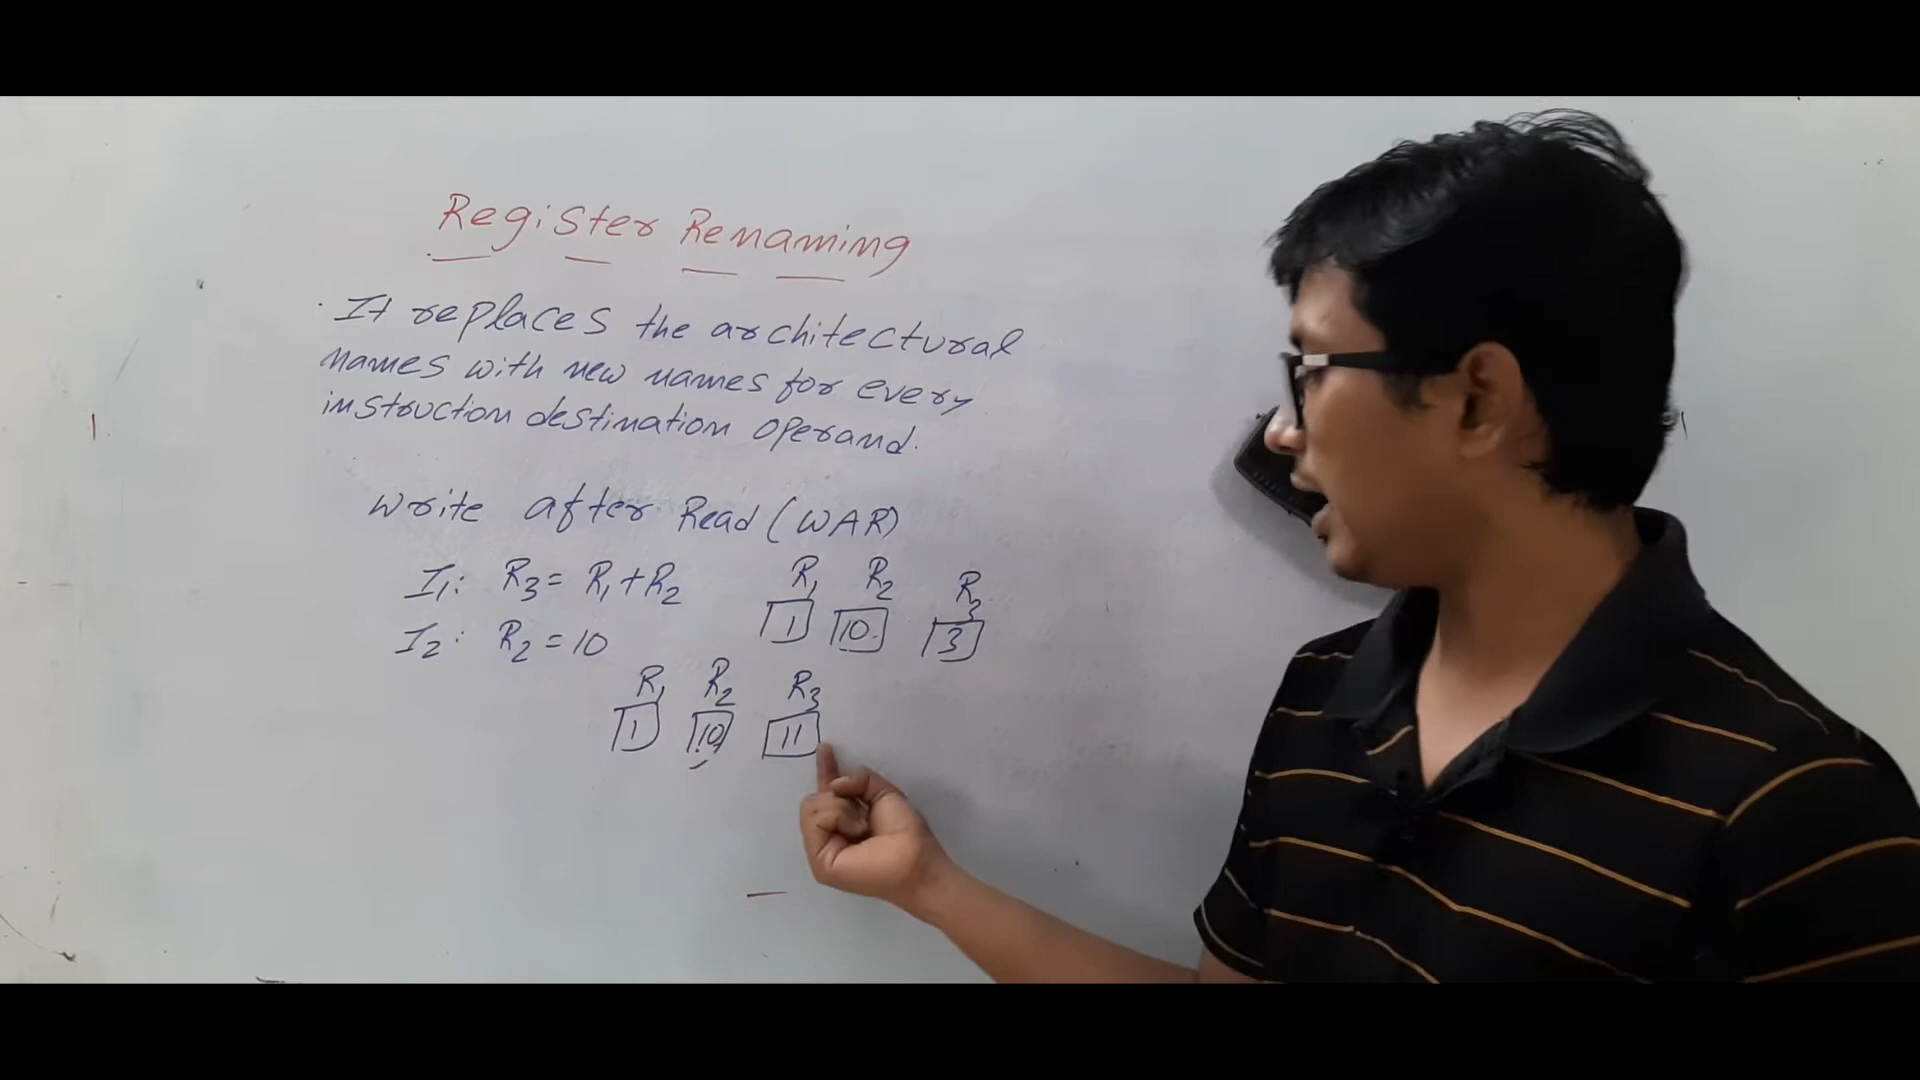 Register Renaming
. It replaces the architectural
names with new names for every
instruction destination operand.
Write after Read (WAR)
I1: R3 = R1 + R2
I2: R2 = 10
R1 R2 R3
1 10 3
R1 R2 R3
1 10 11